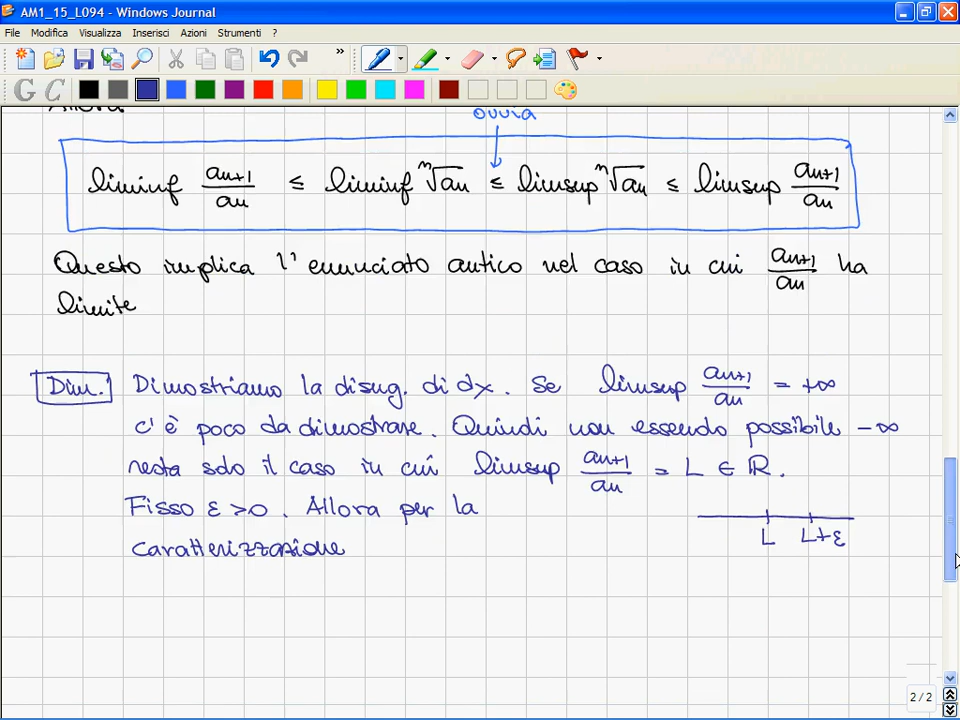 AM1_15_L094 - Windows Journal
File Modifica Visualizza Inserisci Azioni Strumenti ?
Allora
ovvia
liminf an+1/an ≤ liminf ⁿ√an ≤ limsup ⁿ√an ≤ limsup an+1/an
Questo implica l'enunciato antico nel caso in cui an+1/an ha
limite
Dim. Dimostriamo la disug. di dx. Se limsup an+1/an = +∞
c'è poco da dimostrare. Quindi non essendo possibile -∞
resta solo il caso in cui limsup an+1/an = L ∈ ℝ.
Fisso ε>0. Allora per la
caratterizzazione
L L+ε
2 / 2